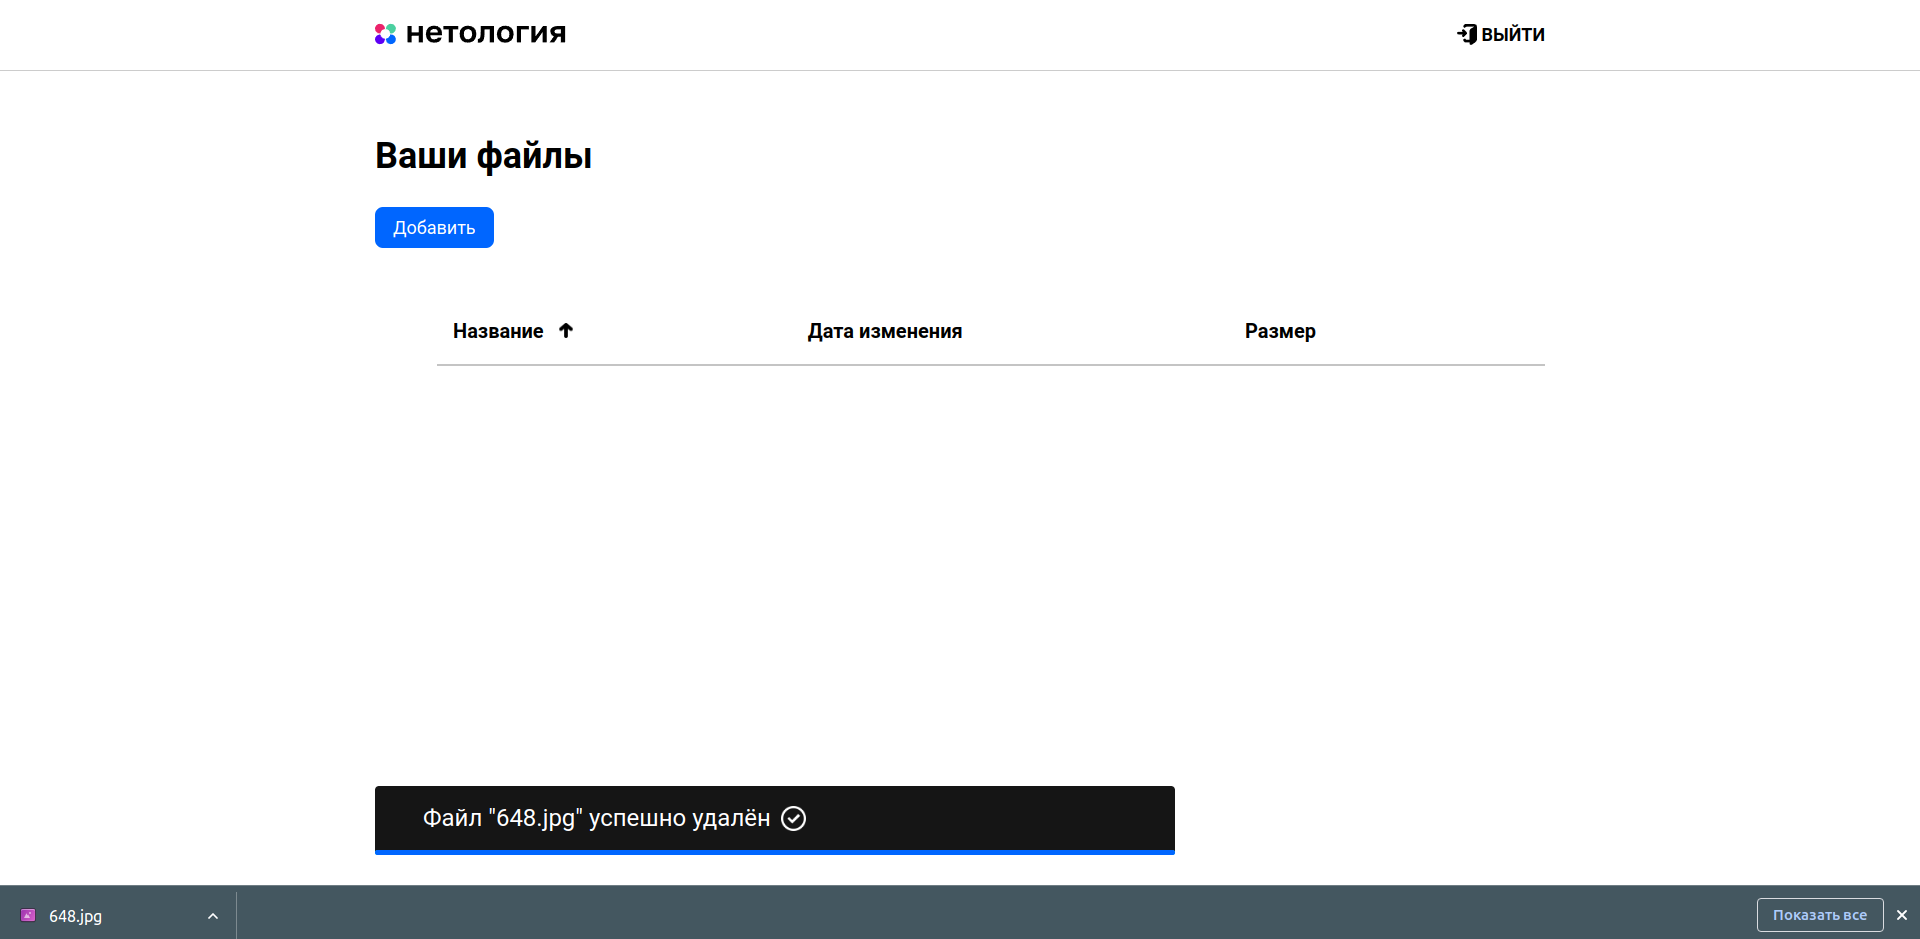 нетология
ВЫЙТИ
Ваши файлы
Добавить
Название Дата изменения Размер
Файл "648.jpg" успешно удалён
648.jpg
Показать все